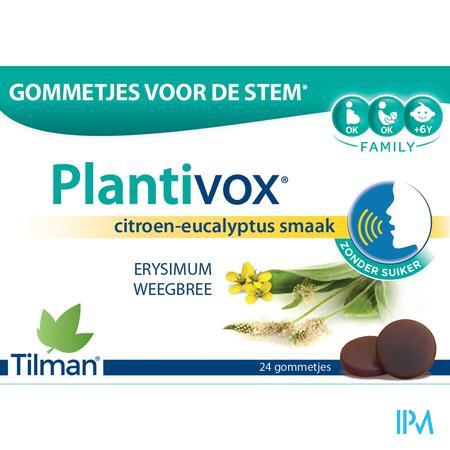 GOMMETJES VOOR DE STEM*
OK
OK
+6Y
FAMILY
Plantivox®
citroen-eucalyptus smaak
ZONDER SUIKER
ERYSIMUM
WEEGBREE
Tilman®
24 gommetjes
IPM